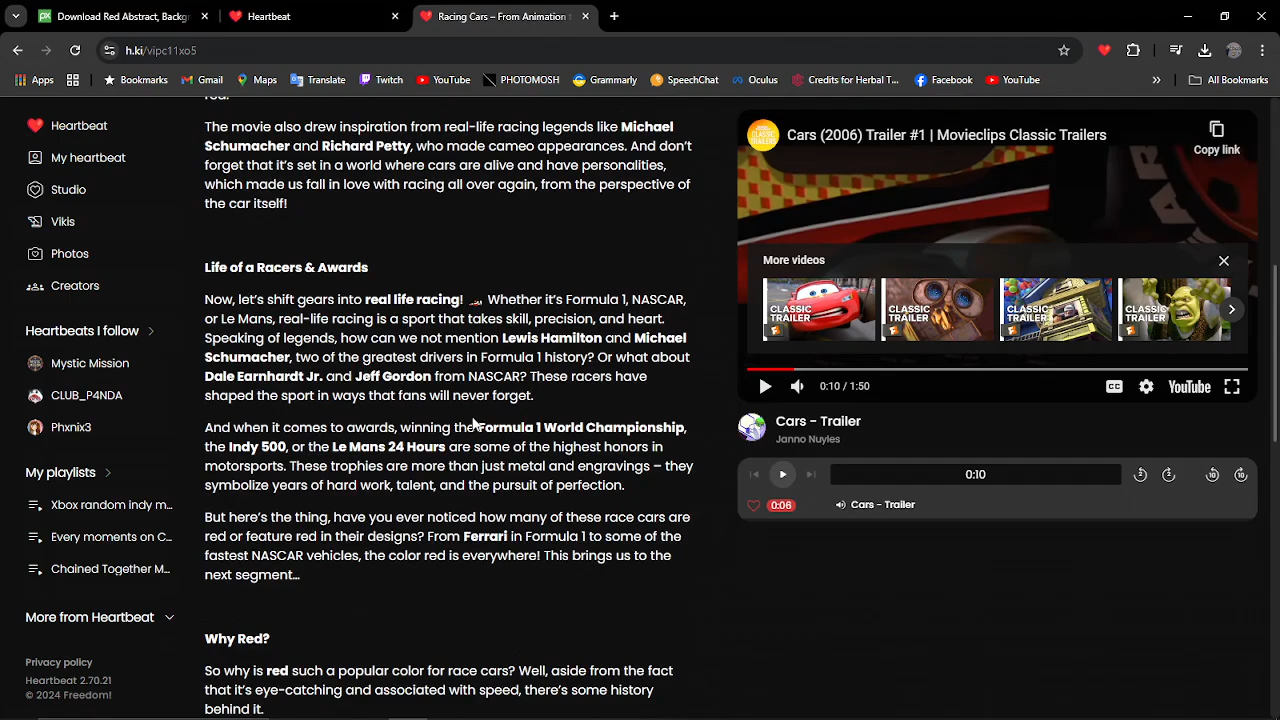 Download Red Abstract, Backgr
Heartbeat
Racing Cars – From Animation t
h.ki/vipc11xo5
Apps
Bookmarks
Gmail
Maps
Translate
Twitch
YouTube
PHOTOMOSH
Grammarly
SpeechChat
Oculus
Credits for Herbal T...
Facebook
YouTube
All Bookmarks
Heartbeat
My heartbeat
Studio
Vikis
Photos
Creators
Heartbeats I follow
Mystic Mission
CLUB_P4NDA
Phxnix3
My playlists
Xbox random indy m...
Every moments on C...
Chained Together M...
More from Heartbeat
Privacy policy
Heartbeat 2.70.21
© 2024 Freedom!
The movie also drew inspiration from real-life racing legends like Michael
Schumacher and Richard Petty, who made cameo appearances. And don't
forget that it's set in a world where cars are alive and have personalities,
which made us fall in love with racing all over again, from the perspective of
the car itself!
Life of a Racers & Awards
Now, let's shift gears into real life racing! 🏎️ Whether it's Formula 1, NASCAR,
or Le Mans, real-life racing is a sport that takes skill, precision, and heart.
Speaking of legends, how can we not mention Lewis Hamilton and Michael
Schumacher, two of the greatest drivers in Formula 1 history? Or what about
Dale Earnhardt Jr. and Jeff Gordon from NASCAR? These racers have
shaped the sport in ways that fans will never forget.
And when it comes to awards, winning the Formula 1 World Championship,
the Indy 500, or the Le Mans 24 Hours are some of the highest honors in
motorsports. These trophies are more than just metal and engravings – they
symbolize years of hard work, talent, and the pursuit of perfection.
But here's the thing, have you ever noticed how many of these race cars are
red or feature red in their designs? From Ferrari in Formula 1 to some of the
fastest NASCAR vehicles, the color red is everywhere! This brings us to the
next segment...
Why Red?
So why is red such a popular color for race cars? Well, aside from the fact
that it's eye-catching and associated with speed, there's some history
behind it.
Cars (2006) Trailer #1 | Movieclips Classic Trailers
Copy link
More videos
CLASSIC
TRAILER
CLASSIC
TRAILER
CLASSIC
TRAILER
CLASSIC
TRAILER
0:10 / 1:50
CC
YouTube
Cars – Trailer
Janno Nuyles
0:10
2
2
10
10
0:06
Cars – Trailer